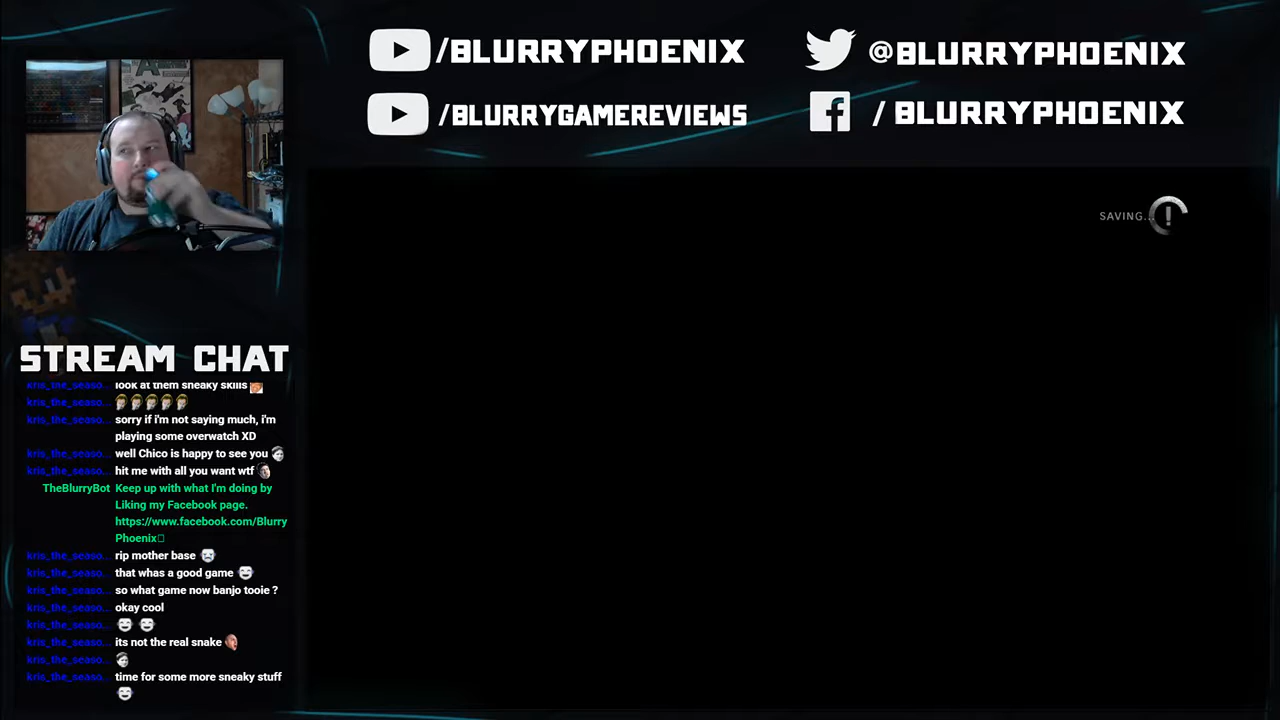 /BLURRYPHOENIX
@BLURRYPHOENIX
/BLURRYGAMEREVIEWS
/ BLURRYPHOENIX
SAVING...
STREAM CHAT
kris_the_seaso... look at them sneaky skills
kris_the_seaso...
kris_the_seaso... sorry if i'm not saying much, i'm
playing some overwatch XD
kris_the_seaso... well Chico is happy to see you
kris_the_seaso... hit me with all you want wtf
TheBlurryBot Keep up with what I'm doing by
Liking my Facebook page.
https://www.facebook.com/Blurry
Phoenix
kris_the_seaso... rip mother base
kris_the_seaso... that whas a good game
kris_the_seaso... so what game now banjo tooie ?
kris_the_seaso... okay cool
kris_the_seaso...
kris_the_seaso... its not the real snake
kris_the_seaso...
kris_the_seaso... time for some more sneaky stuff